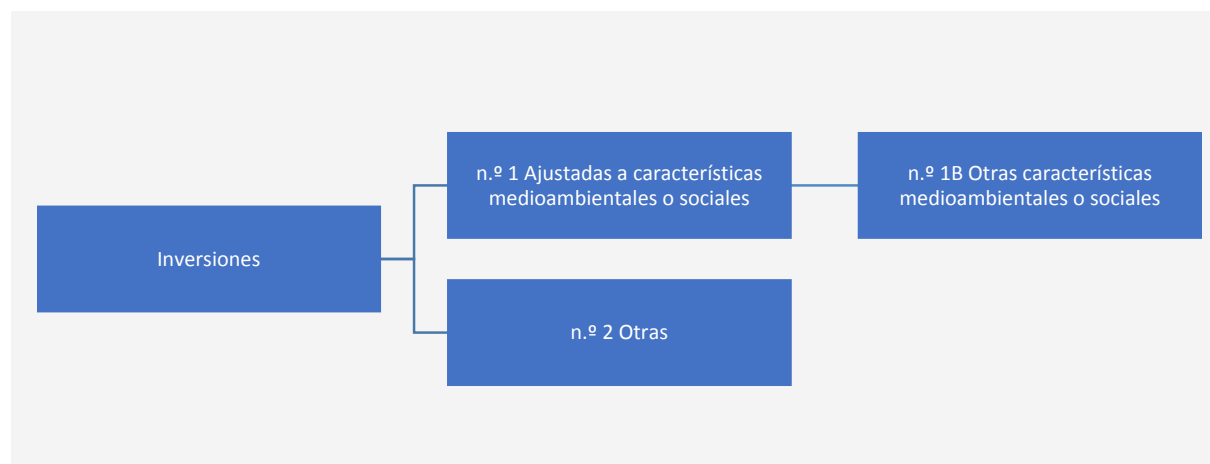 n.º 1 Ajustadas a características
medioambientales o sociales
n.º 1B Otras características
medioambientales o sociales
Inversiones
n.º 2 Otras